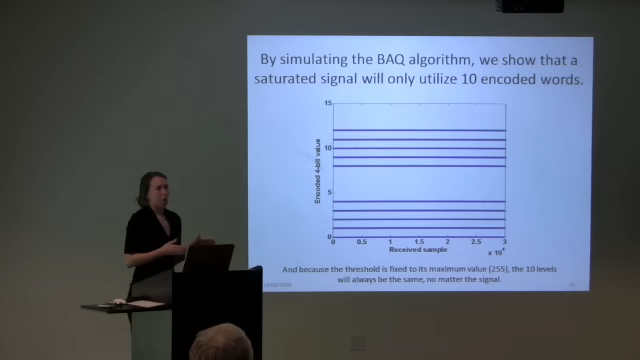 By simulating the BAQ algorithm, we show that a
saturated signal will only utilize 10 encoded words.
15
10
5
0
Encoded 4-bit value
0 0.5 1 1.5 2 2.5 3
Received sample
x 10⁴
And because the threshold is fixed to its maximum value (255), the 10 levels
will always be the same, no matter the signal.